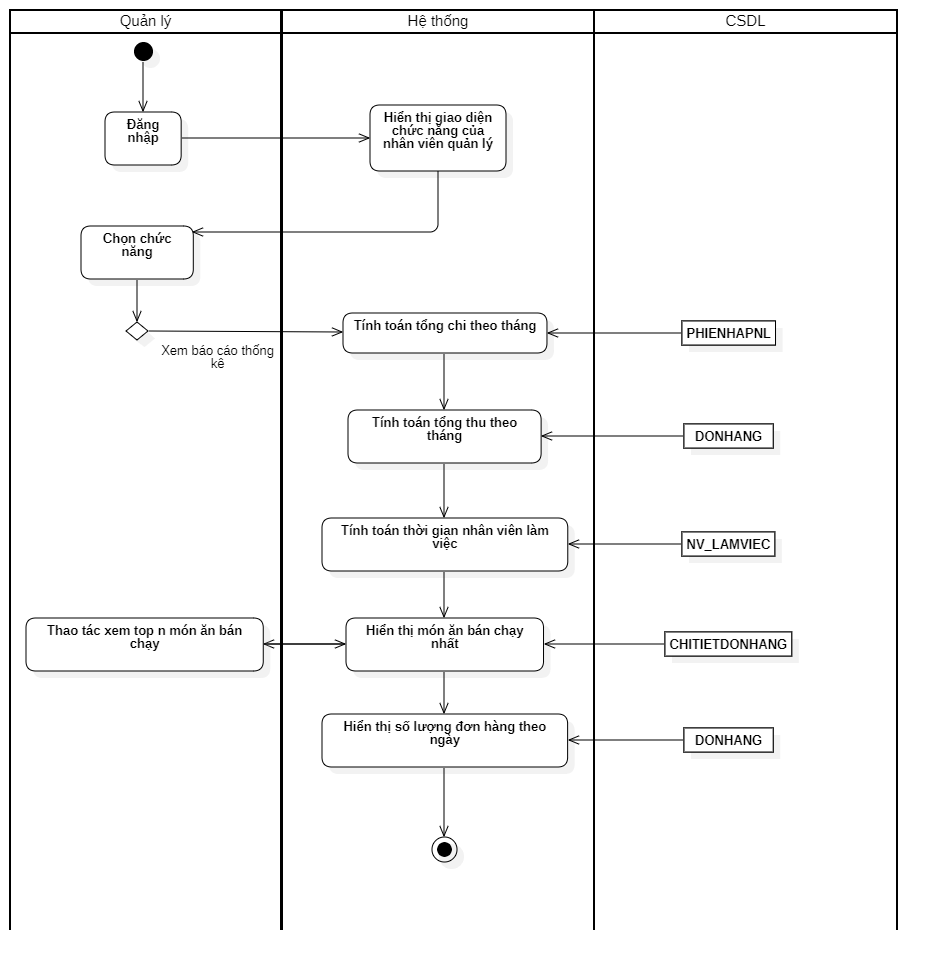 Quản lý
Hệ thống
CSDL
Đăng
nhập
Hiển thị giao diện
chức năng của
nhân viên quản lý
Chọn chức
năng
Xem báo cáo thống
kê
Tính toán tổng chi theo tháng
PHIENHAPNL
Tính toán tổng thu theo
tháng
DONHANG
Tính toán thời gian nhân viên làm
việc
NV_LAMVIEC
Thao tác xem top n món ăn bán
chạy
Hiển thị món ăn bán chạy
nhất
CHITIETDONHANG
Hiển thị số lượng đơn hàng theo
ngày
DONHANG